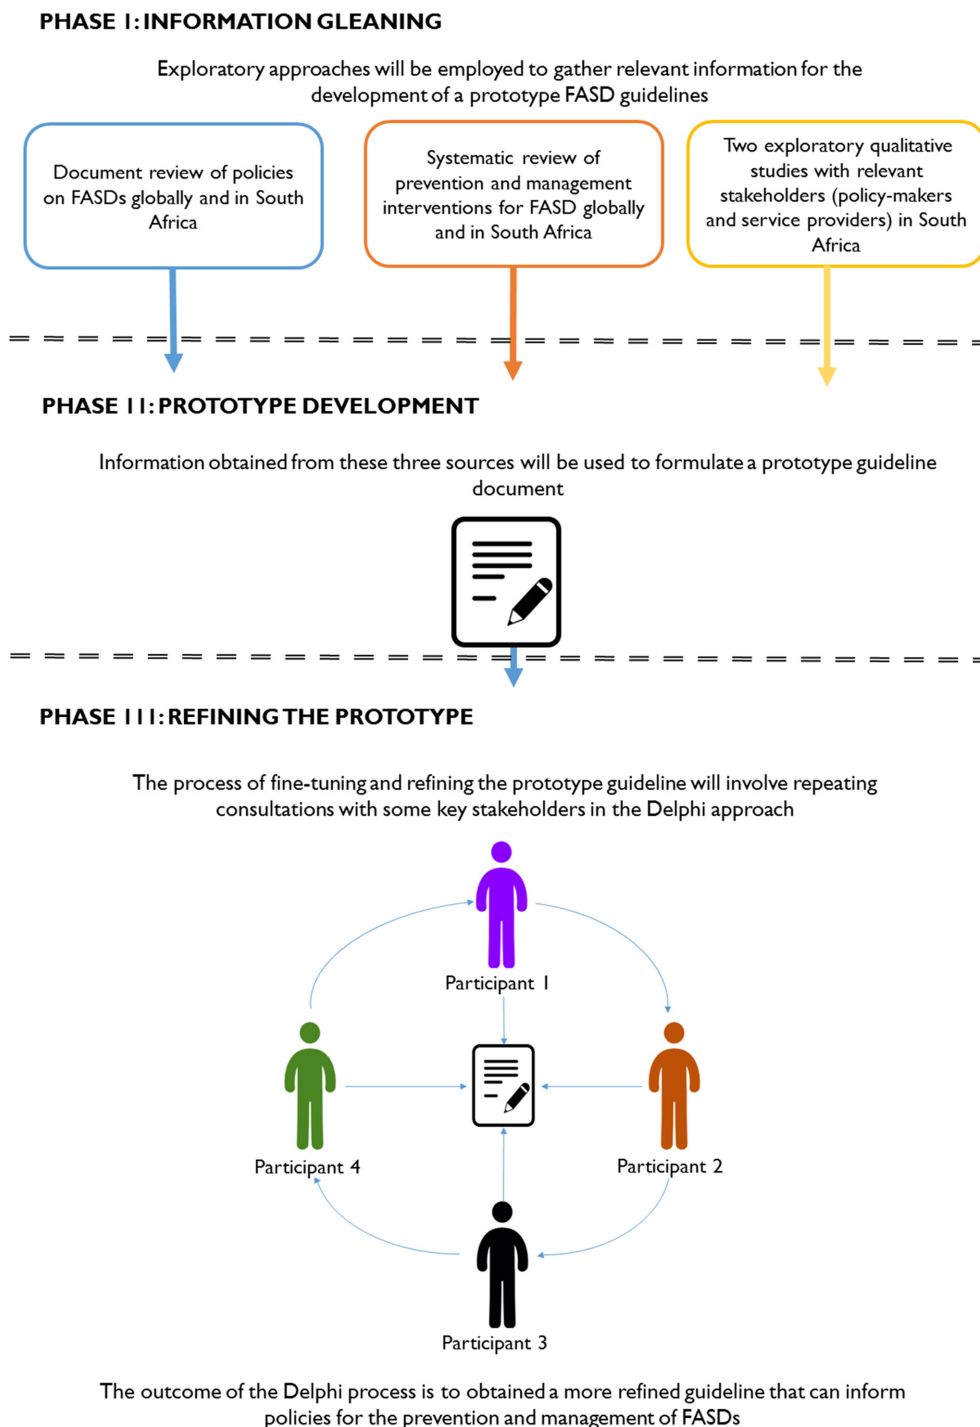 PHASE I: INFORMATION GLEANING
Exploratory approaches will be employed to gather relevant information for the
development of a prototype FASD guidelines
Document review of policies
on FASDs globally and in South
Africa
Systematic review of
prevention and management
interventions for FASD globally
and in South Africa
Two exploratory qualitative
studies with relevant
stakeholders (policy-makers
and service providers) in South
Africa
PHASE 11: PROTOTYPE DEVELOPMENT
Information obtained from these three sources will be used to formulate a prototype guideline
document
PHASE 111: REFINING THE PROTOTYPE
The process of fine-tuning and refining the prototype guideline will involve repeating
consultations with some key stakeholders in the Delphi approach
Participant 1
Participant 4
Participant 2
Participant 3
The outcome of the Delphi process is to obtained a more refined guideline that can inform
policies for the prevention and management of FASDs